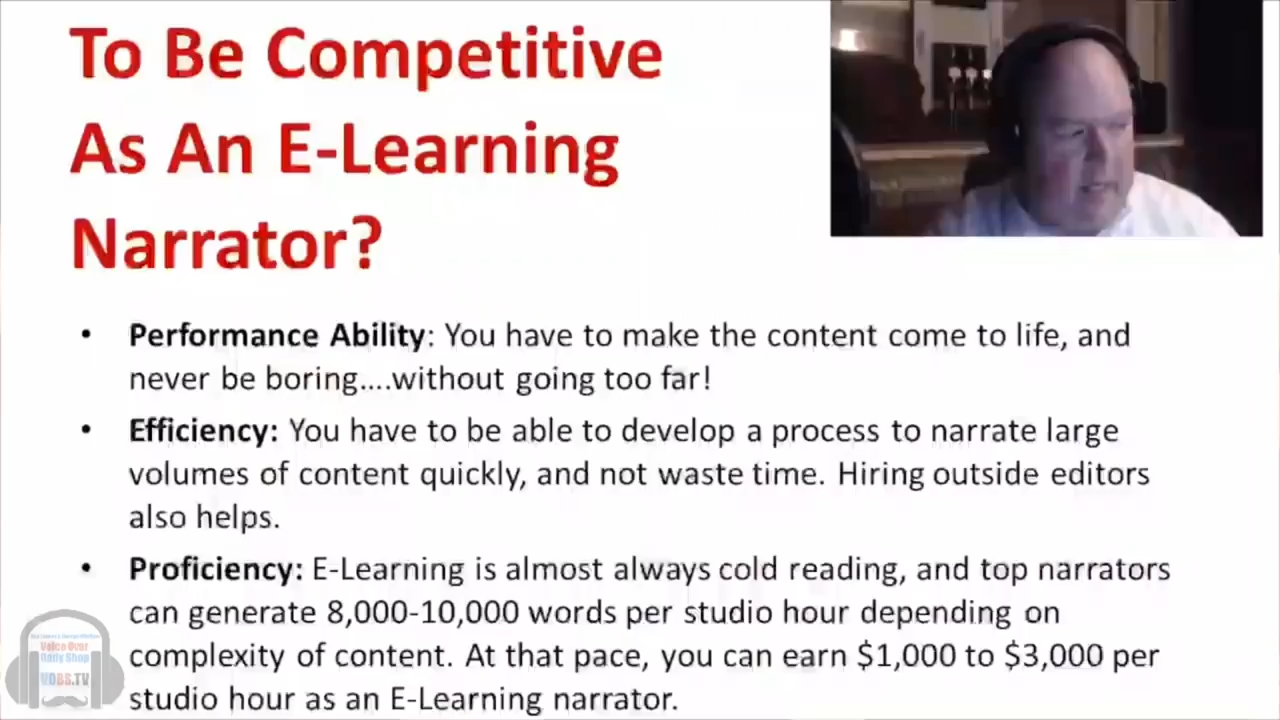 To Be Competitive
As An E-Learning
Narrator?
• Performance Ability: You have to make the content come to life, and
never be boring....without going too far!
• Efficiency: You have to be able to develop a process to narrate large
volumes of content quickly, and not waste time. Hiring outside editors
also helps.
• Proficiency: E-Learning is almost always cold reading, and top narrators
can generate 8,000-10,000 words per studio hour depending on
complexity of content. At that pace, you can earn $1,000 to $3,000 per
studio hour as an E-Learning narrator.
Voice Over
VOBS.TV